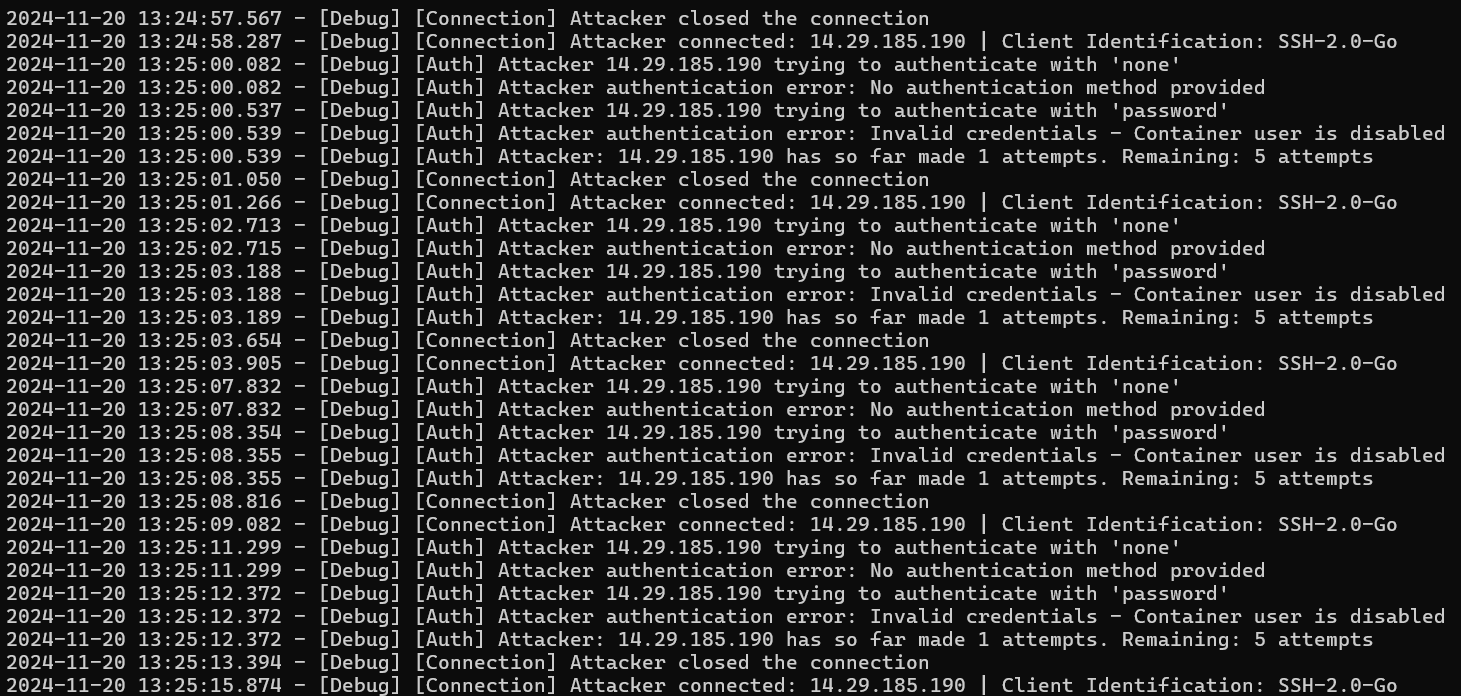 2024-11-20 13:24:57.567 - [Debug] [Connection] Attacker closed the connection
2024-11-20 13:24:58.287 - [Debug] [Connection] Attacker connected: 14.29.185.190 | Client Identification: SSH-2.0-Go
2024-11-20 13:25:00.082 - [Debug] [Auth] Attacker 14.29.185.190 trying to authenticate with 'none'
2024-11-20 13:25:00.082 - [Debug] [Auth] Attacker authentication error: No authentication method provided
2024-11-20 13:25:00.537 - [Debug] [Auth] Attacker 14.29.185.190 trying to authenticate with 'password'
2024-11-20 13:25:00.539 - [Debug] [Auth] Attacker authentication error: Invalid credentials - Container user is disabled
2024-11-20 13:25:00.539 - [Debug] [Auth] Attacker: 14.29.185.190 has so far made 1 attempts. Remaining: 5 attempts
2024-11-20 13:25:01.050 - [Debug] [Connection] Attacker closed the connection
2024-11-20 13:25:01.266 - [Debug] [Connection] Attacker connected: 14.29.185.190 | Client Identification: SSH-2.0-Go
2024-11-20 13:25:02.713 - [Debug] [Auth] Attacker 14.29.185.190 trying to authenticate with 'none'
2024-11-20 13:25:02.715 - [Debug] [Auth] Attacker authentication error: No authentication method provided
2024-11-20 13:25:03.188 - [Debug] [Auth] Attacker 14.29.185.190 trying to authenticate with 'password'
2024-11-20 13:25:03.188 - [Debug] [Auth] Attacker authentication error: Invalid credentials - Container user is disabled
2024-11-20 13:25:03.189 - [Debug] [Auth] Attacker: 14.29.185.190 has so far made 1 attempts. Remaining: 5 attempts
2024-11-20 13:25:03.654 - [Debug] [Connection] Attacker closed the connection
2024-11-20 13:25:03.905 - [Debug] [Connection] Attacker connected: 14.29.185.190 | Client Identification: SSH-2.0-Go
2024-11-20 13:25:07.832 - [Debug] [Auth] Attacker 14.29.185.190 trying to authenticate with 'none'
2024-11-20 13:25:07.832 - [Debug] [Auth] Attacker authentication error: No authentication method provided
2024-11-20 13:25:08.354 - [Debug] [Auth] Attacker 14.29.185.190 trying to authenticate with 'password'
2024-11-20 13:25:08.355 - [Debug] [Auth] Attacker authentication error: Invalid credentials - Container user is disabled
2024-11-20 13:25:08.355 - [Debug] [Auth] Attacker: 14.29.185.190 has so far made 1 attempts. Remaining: 5 attempts
2024-11-20 13:25:08.816 - [Debug] [Connection] Attacker closed the connection
2024-11-20 13:25:09.082 - [Debug] [Connection] Attacker connected: 14.29.185.190 | Client Identification: SSH-2.0-Go
2024-11-20 13:25:11.299 - [Debug] [Auth] Attacker 14.29.185.190 trying to authenticate with 'none'
2024-11-20 13:25:11.299 - [Debug] [Auth] Attacker authentication error: No authentication method provided
2024-11-20 13:25:12.372 - [Debug] [Auth] Attacker 14.29.185.190 trying to authenticate with 'password'
2024-11-20 13:25:12.372 - [Debug] [Auth] Attacker authentication error: Invalid credentials - Container user is disabled
2024-11-20 13:25:12.372 - [Debug] [Auth] Attacker: 14.29.185.190 has so far made 1 attempts. Remaining: 5 attempts
2024-11-20 13:25:13.394 - [Debug] [Connection] Attacker closed the connection
2024-11-20 13:25:15.874 - [Debug] [Connection] Attacker connected: 14.29.185.190 | Client Identification: SSH-2.0-Go